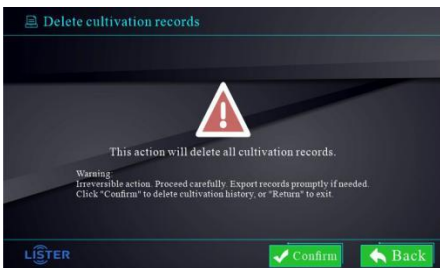 Delete cultivation records
This action will delete all cultivation records.
Warning
Irreversible action. Proceed carefully. Export records promptly if needed.
Click "Confirm" to delete cultivation history, or "Return" to exit.
LISTER
Confirm
Back